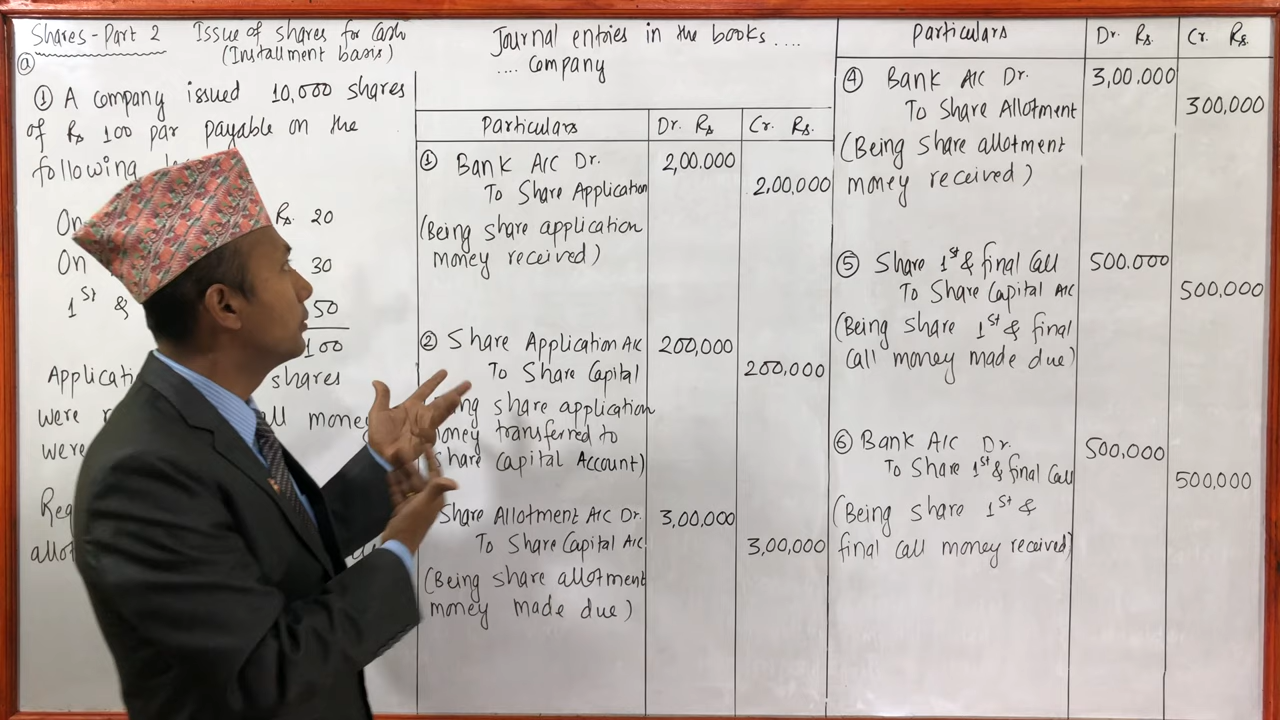 Shares - Part 2 Issue of shares for Cash
(Installment basis)
(a)
① A company issued 10,000 shares
of Rs 100 par payable on the
following
On Rs. 20
On 30
1st & 50
100
Applicati shares
were call money
were
Req
allot
Journal entries in the books ....
.... company
Particulars Dr. Rs Cr. Rs.
① Bank A/C Dr. 2,00.000
To Share Application 2,00,000
(Being share application
money received)
② Share Application A/C 200,000
To Share Capital 200,000
share application
money transferred to
share capital Account)
Share Allotment A/C Dr. 3,00,000
To Share Capital A/C 3,00,000
(Being share allotment
money made due)
Particulars Dr. Rs. Cr. Rs.
④ Bank A/C Dr. 3,00.000
To Share Allotment 300,000
(Being share allotment
money received)
⑤ Share 1st & final Call 500.000
To Share Capital A/C 500,000
(Being share 1st & final
call money made due)
⑥ Bank A/C Dr. 500,000
To Share 1st & final Call 500,000
(Being share 1st &
final call money received)